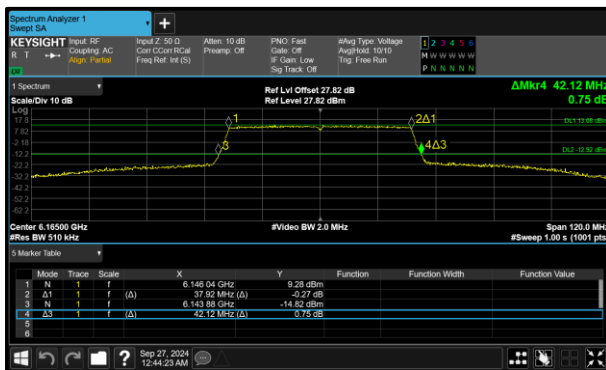 Spectrum Analyzer 1
Swept SA
+
KEYSIGHT
R T
LW
Input: RF
Coupling: AC
Align: Partial
Input Z: 50 Ω
Corr CCorr RCal
Freq Ref: Int (S)
Atten: 10 dB
Preamp: Off
PNO: Fast
Gate: Off
IF Gain: Low
Sig Track: Off
#Avg Type: Voltage
Avg|Hold: 10/10
Trig: Free Run
1 2 3 4 5 6
M W W W W W
P N N N N N
1 Spectrum
Scale/Div 10 dB
Ref Lvl Offset 27.82 dB
Ref Level 27.82 dBm
ΔMkr4 42.12 MHz
0.75 dB
Log
17.8
7.82
-2.18
-12.2
-22.2
-32.2
-42.2
-52.2
-62.2
1
2Δ1
3
4Δ3
DL1 13.08 dBm
DL2 -12.92 dBm
Center 6.16500 GHz
#Res BW 510 kHz
#Video BW 2.0 MHz
Span 120.0 MHz
#Sweep 1.00 s (1001 pts)
5 Marker Table
Mode Trace Scale X Y Function Function Width Function Value
1 N 1 f 6.146 04 GHz 9.28 dBm
2 Δ1 1 f (Δ) 37.92 MHz (Δ) -0.27 dB
3 N 1 f 6.143 88 GHz -14.82 dBm
4 Δ3 1 f (Δ) 42.12 MHz (Δ) 0.75 dB
5
6
?
Sep 27, 2024
12:44:23 AM